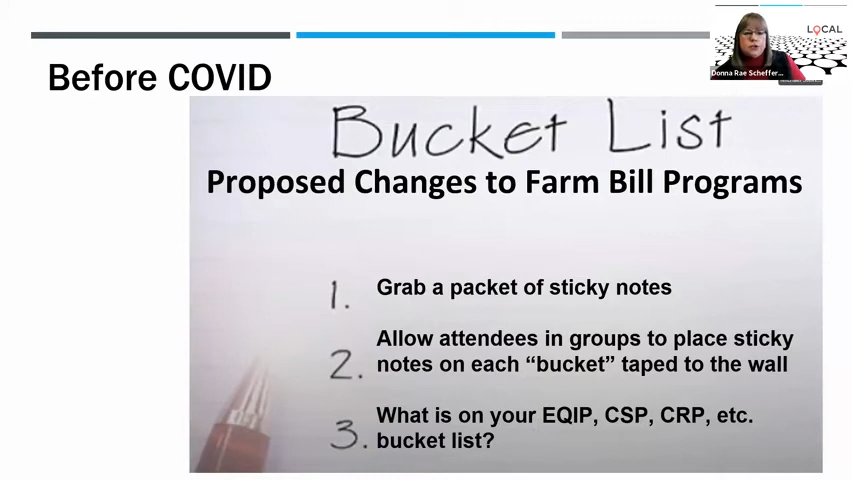 LOCAL
Donna Rae Scheffer...
Before COVID
Bucket List
Proposed Changes to Farm Bill Programs
1. Grab a packet of sticky notes
2. Allow attendees in groups to place sticky
notes on each “bucket” taped to the wall
3. What is on your EQIP, CSP, CRP, etc.
bucket list?